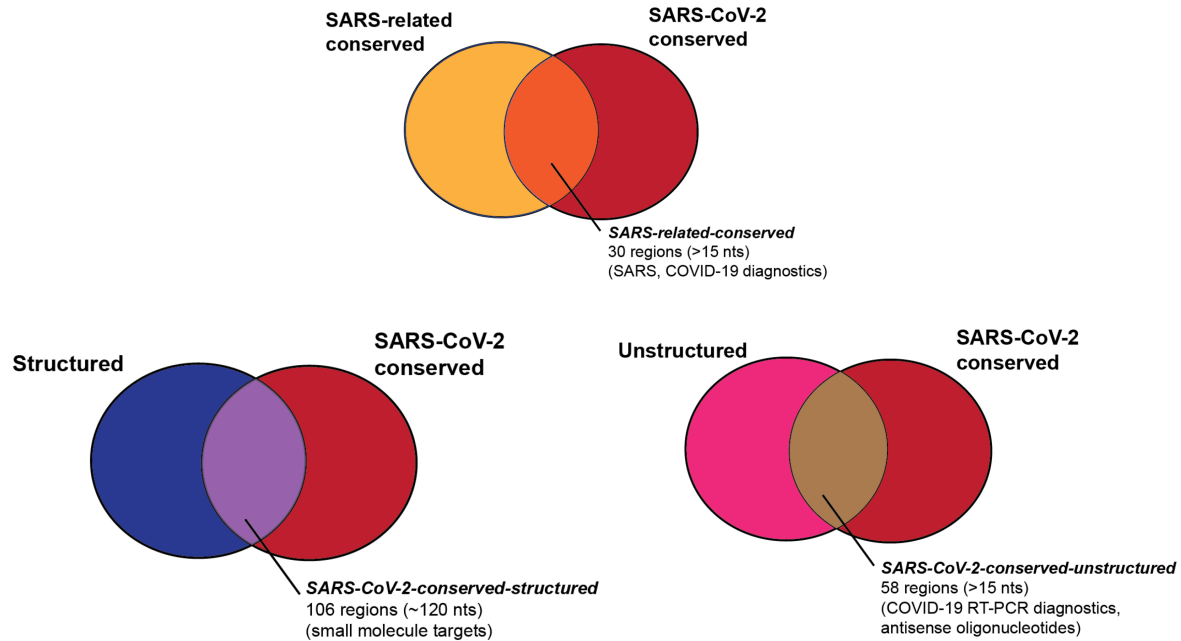 SARS-related
conserved
SARS-CoV-2
conserved
SARS-related-conserved
30 regions (>15 nts)
(SARS, COVID-19 diagnostics)
Structured
SARS-CoV-2
conserved
SARS-CoV-2-conserved-structured
106 regions (~120 nts)
(small molecule targets)
Unstructured
SARS-CoV-2
conserved
SARS-CoV-2-conserved-unstructured
58 regions (>15 nts)
(COVID-19 RT-PCR diagnostics,
antisense oligonucleotides)